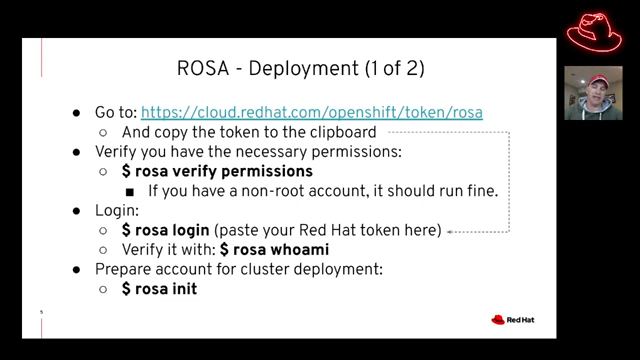 ROSA - Deployment (1 of 2)
● Go to: https://cloud.redhat.com/openshift/token/rosa
○ And copy the token to the clipboard
● Verify you have the necessary permissions:
○ $ rosa verify permissions
■ If you have a non-root account, it should run fine.
● Login:
○ $ rosa login (paste your Red Hat token here)
○ Verify it with: $ rosa whoami
● Prepare account for cluster deployment:
○ $ rosa init
5
Red Hat